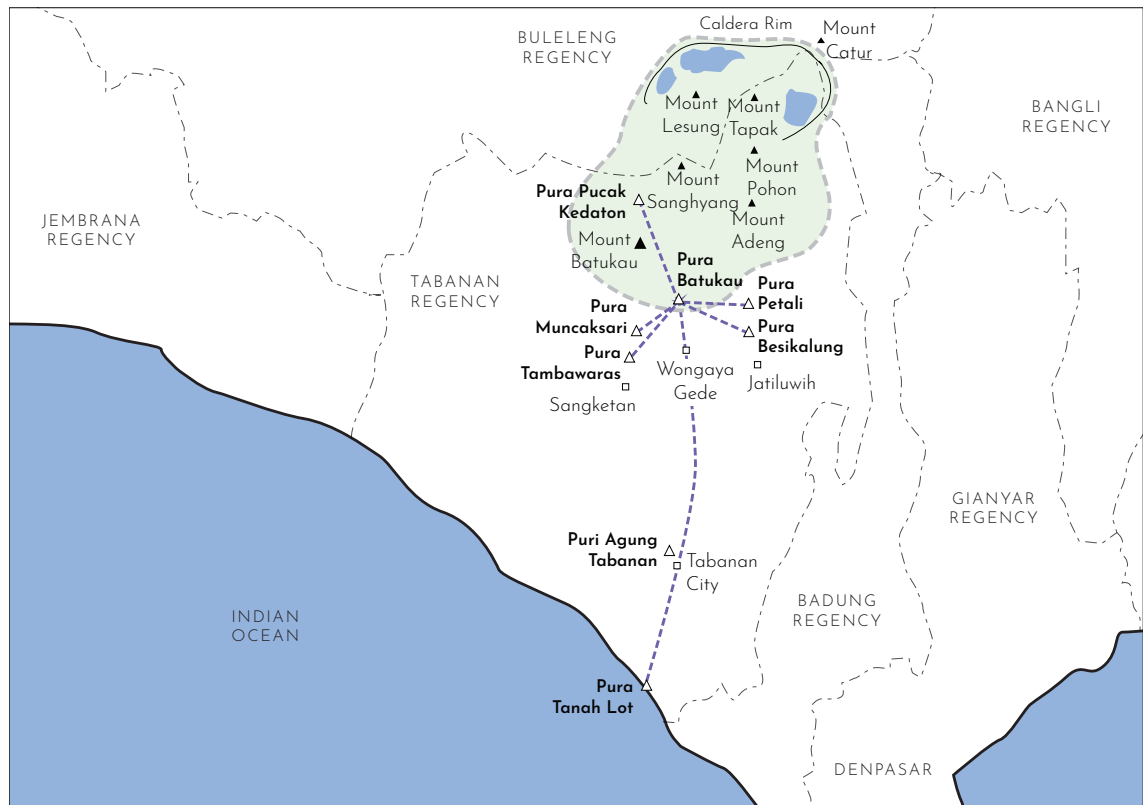 Caldera Rim
Mount
Catur
BULELENG
REGENCY
Mount
Lesung
Mount
Tapak
BANGLI
REGENCY
Mount
Pohon
Mount
Sanghyang
Pura Pucak
Kedaton
Mount
Adeng
JEMBRANA
REGENCY
Mount
Batukau
Pura
Batukau
TABANAN
REGENCY
Pura
Petali
Pura
Muncaksari
Pura
Besikalung
Pura
Tambawaras
Wongaya
Gede
Jatiluwih
Sangketan
GIANYAR
REGENCY
Puri Agung
Tabanan
Tabanan
City
BADUNG
REGENCY
INDIAN
OCEAN
Pura
Tanah Lot
DENPASAR